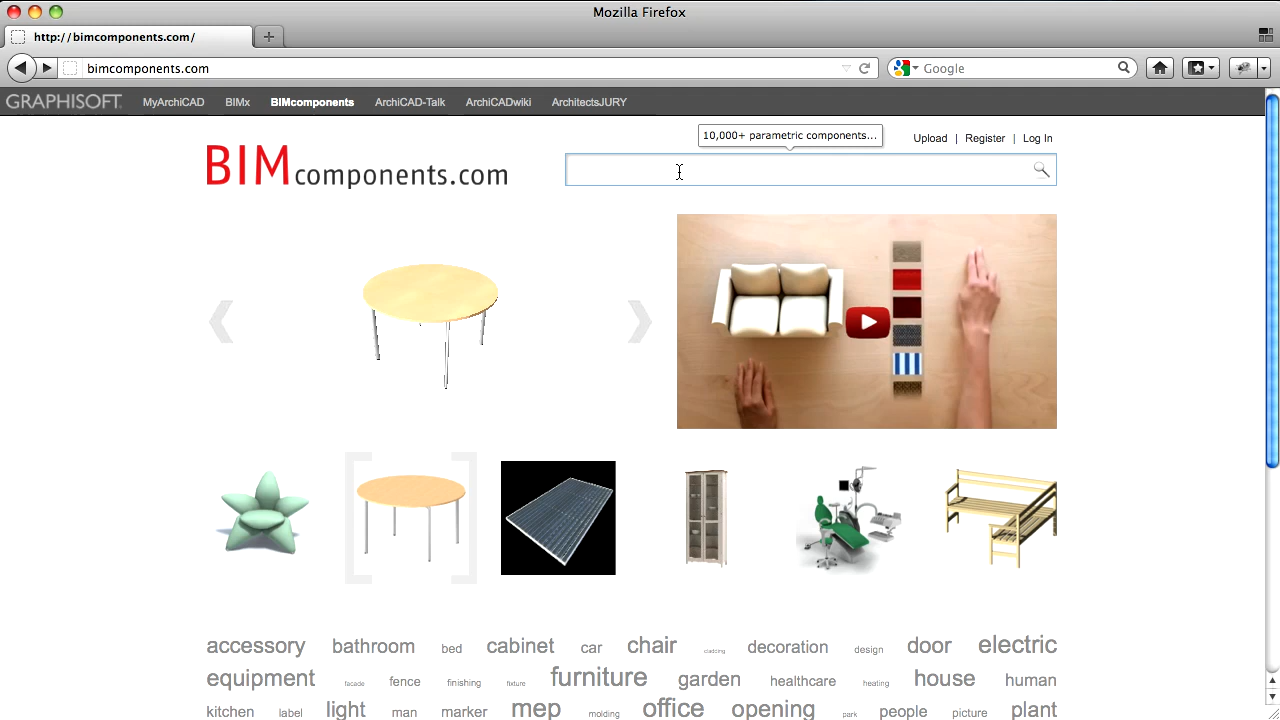 Mozilla Firefox
http://bimcomponents.com/
bimcomponents.com
Google
GRAPHISOFT. MyArchiCAD BIMx BIMcomponents ArchiCAD-Talk ArchiCADwiki ArchitectsJURY
10,000+ parametric components...
Upload | Register | Log In
BIMcomponents.com
accessory bathroom bed cabinet car chair cladding decoration design door electric
equipment facade fence finishing fixture furniture garden healthcare heating house human
kitchen label light man marker mep molding office opening park people picture plant